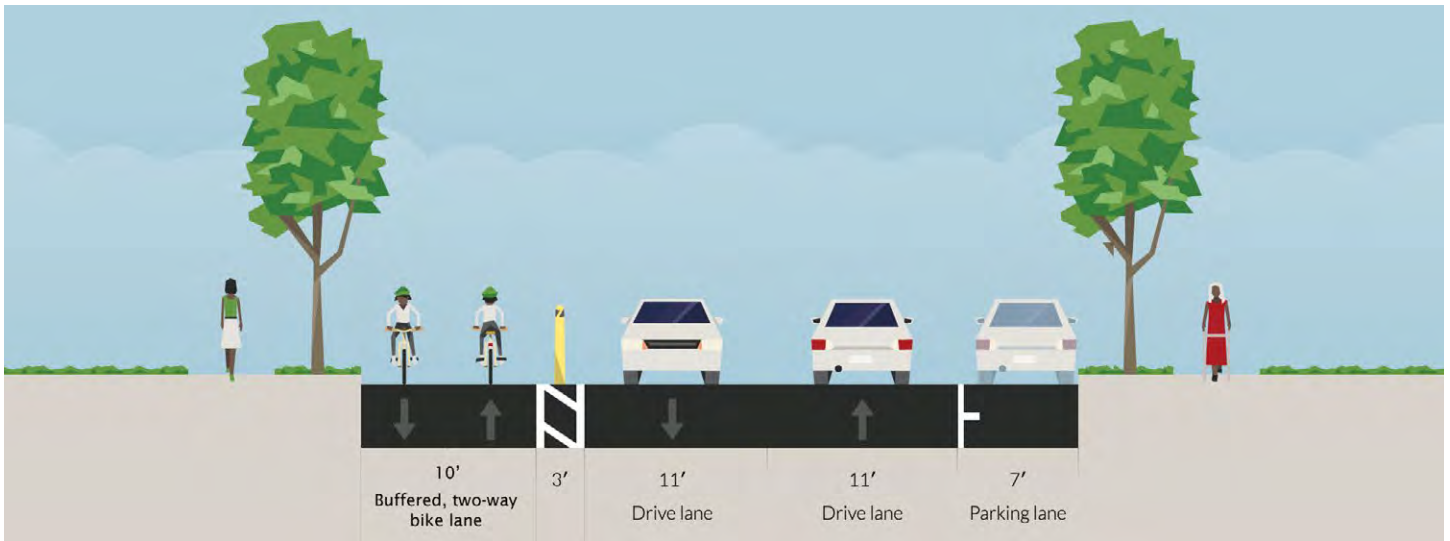 10’
Buffered, two-way
bike lane
3′
11′
Drive lane
11′
Drive lane
7′
Parking lane